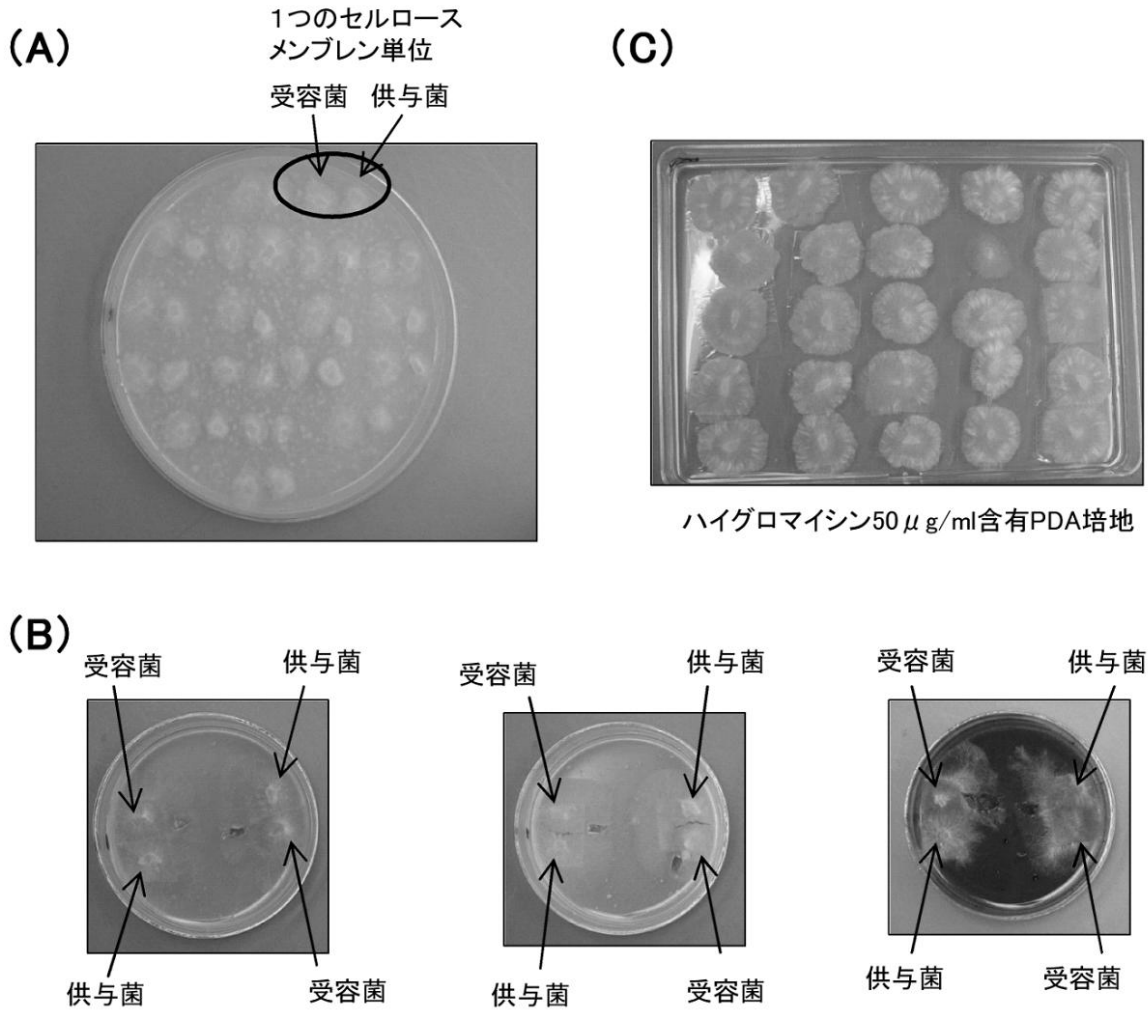 (A)
1つのセルロース
メンブレン単位
受容菌 供与菌
(C)
ハイグロマイシン50μg/ml含有PDA培地
(B)
受容菌 供与菌
供与菌 受容菌
受容菌 供与菌
供与菌 受容菌
受容菌 供与菌
供与菌 受容菌